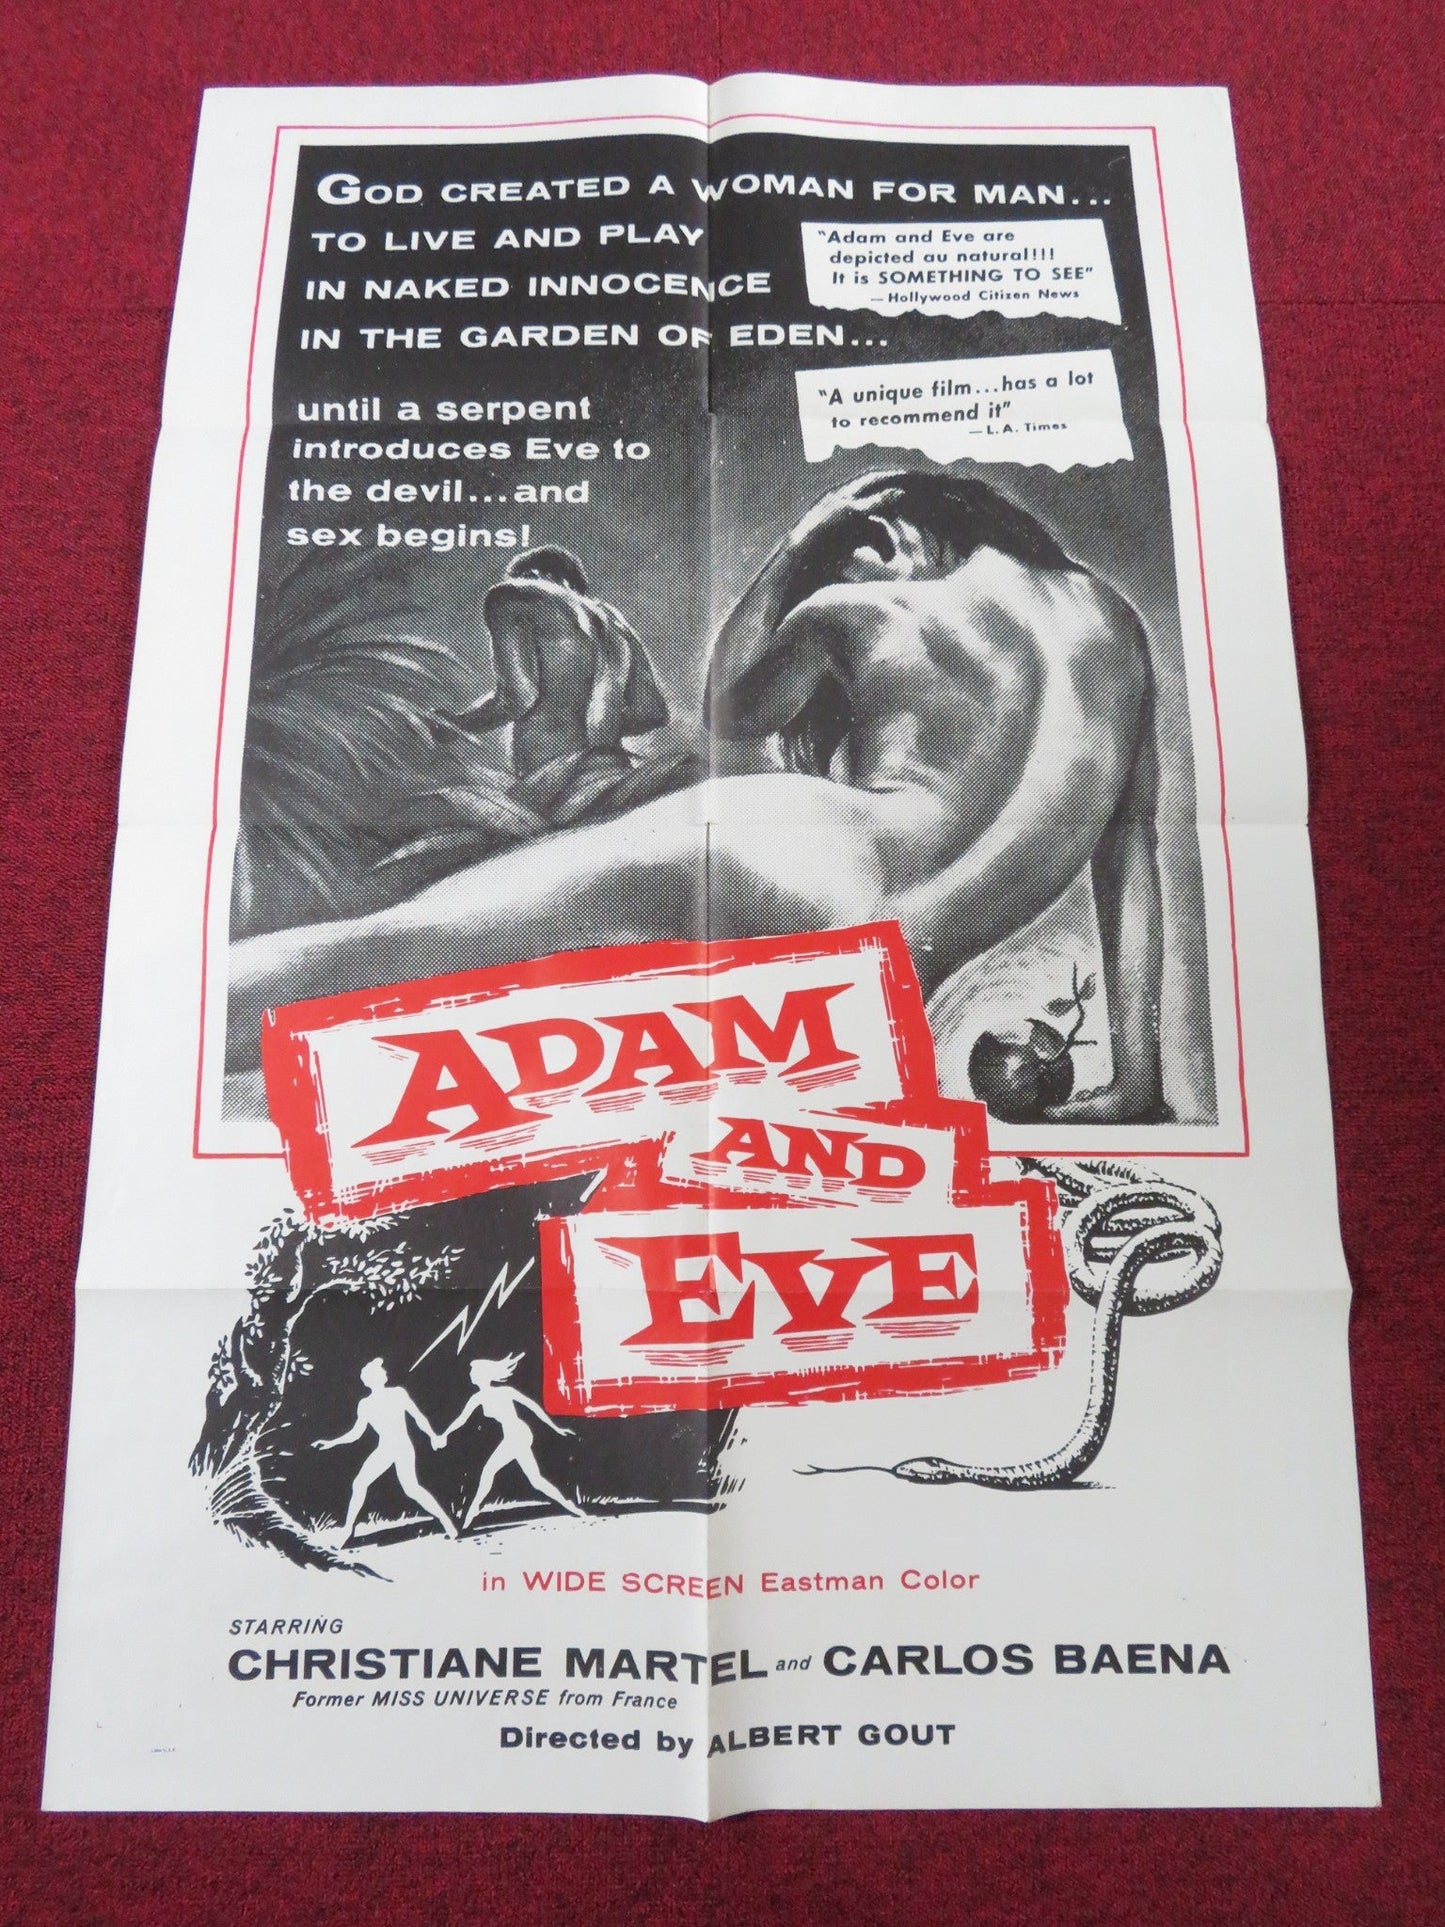 GOD CREATED A WOMAN FOR MAN...
TO LIVE AND PLAY
IN NAKED INNOCENCE
IN THE GARDEN OF EDEN...
until a serpent
introduces Eve to
the devil...and
sex begins!
"Adam and Eve are
depicted au natural!!!
It is SOMETHING TO SEE"
—Hollywood Citizen News
"A unique film...has a lot
to recommend it"
—L.A. Times
ADAM
AND
EVE
in WIDE SCREEN Eastman Color
STARRING
CHRISTIANE MARTEL and CARLOS BAENA
Former MISS UNIVERSE from France
Directed by ALBERT GOUT